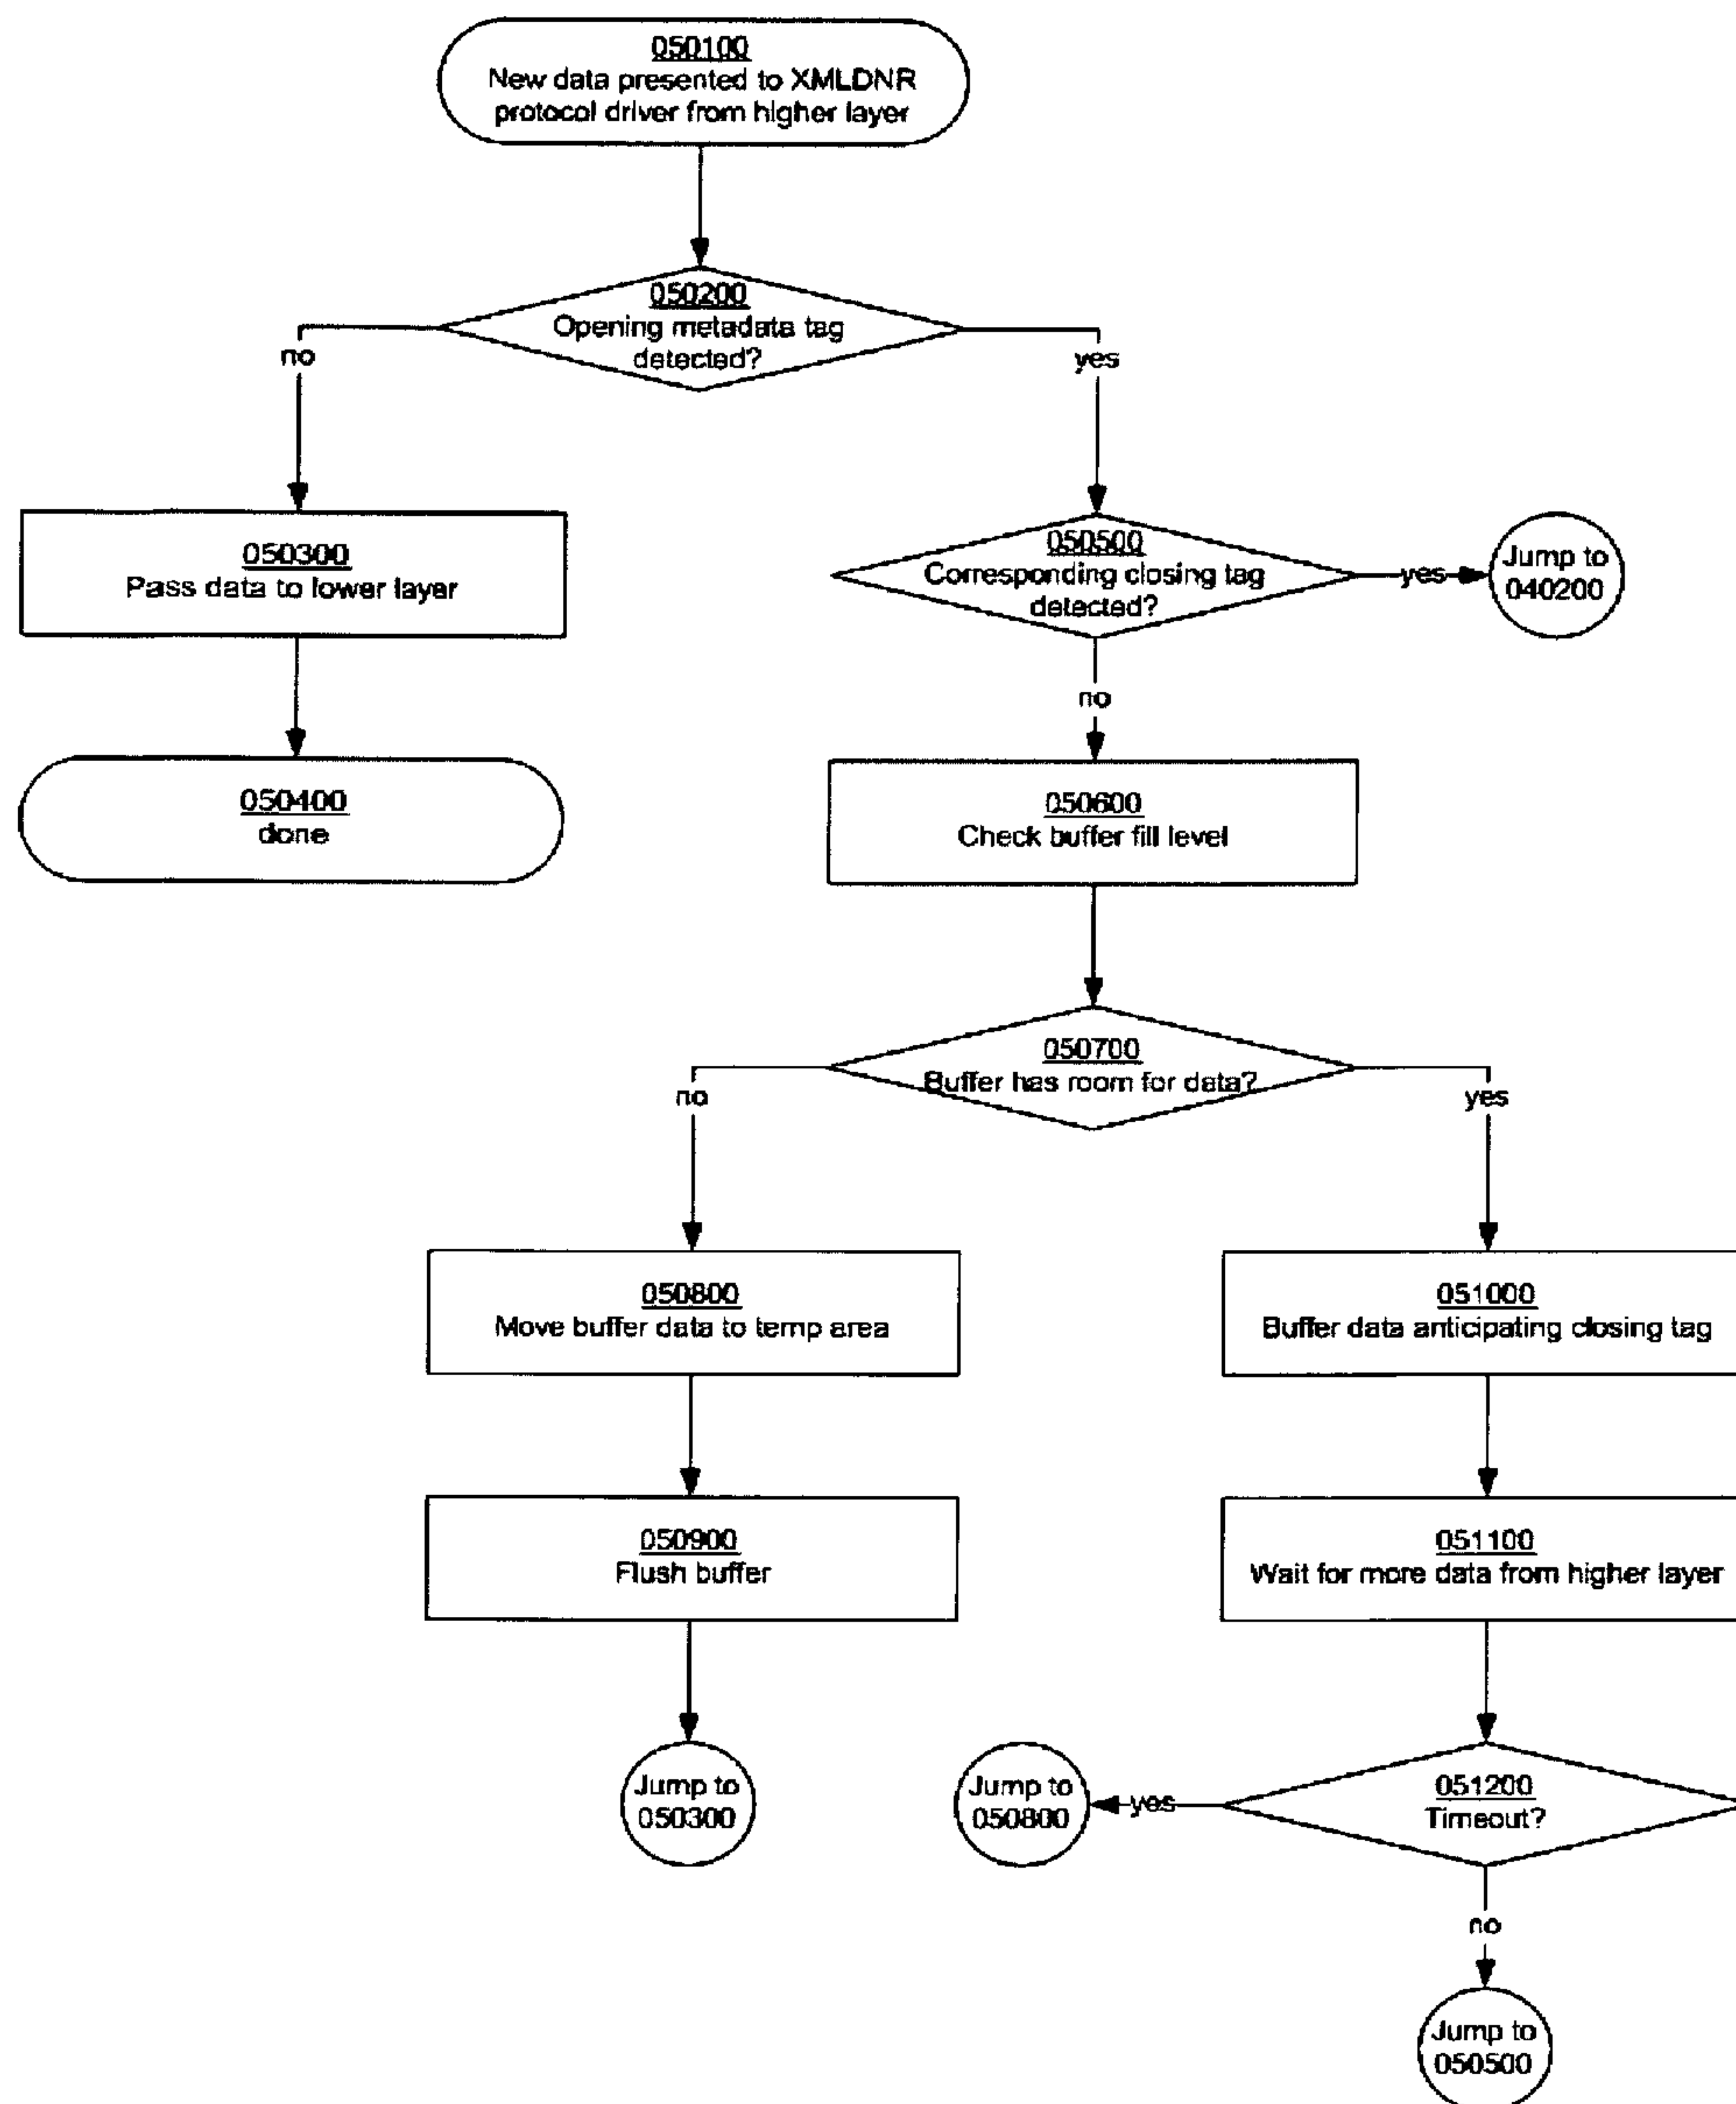 050100
New data presented to XMLDNR
protocol driver from higher layer
050200
Opening metadata tag
detected?
no
yes
050300
Pass data to lower layer
050500
Corresponding closing tag
detected?
yes
Jump to
040200
no
050400
done
050600
Check buffer fill level
050700
Buffer has room for data?
no
yes
050800
Move buffer data to temp area
051000
Buffer data anticipating closing tag
050900
Flush buffer
051100
Wait for more data from higher layer
Jump to
050300
Jump to
050800
yes
051200
Timeout?
no
Jump to
050500